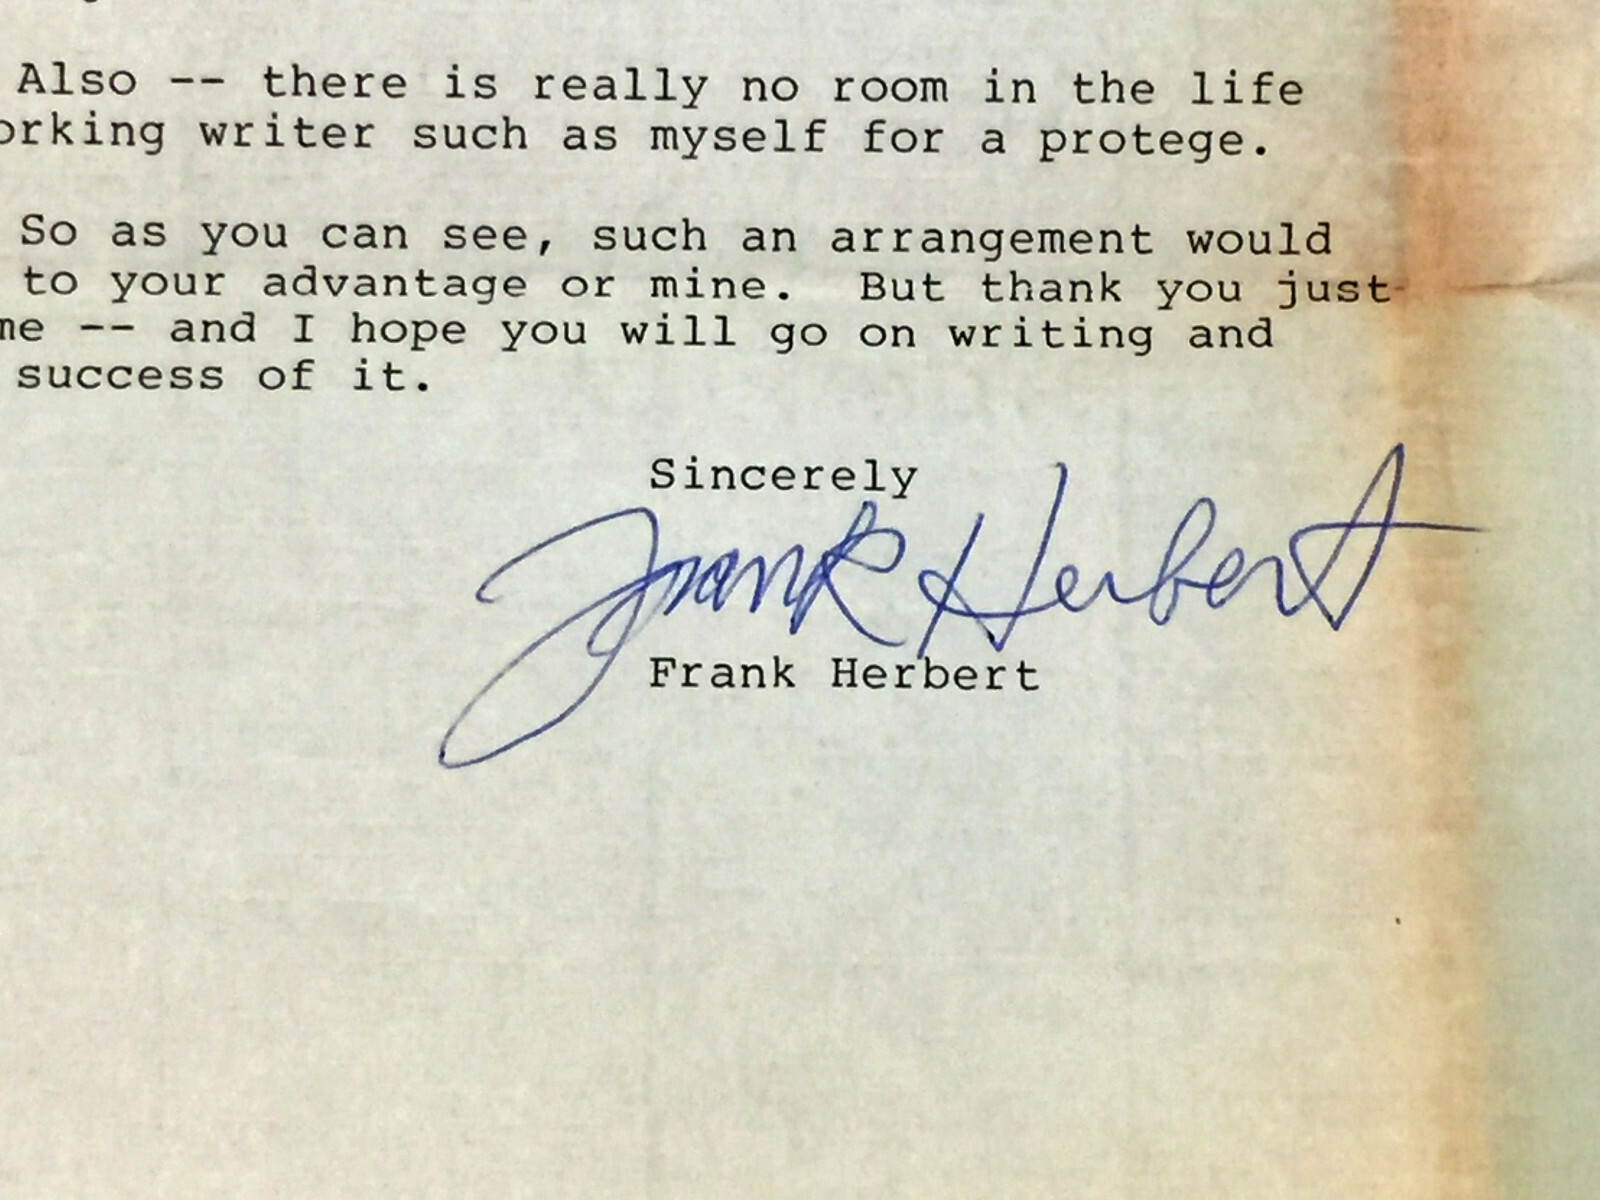 Also -- there is really no room in the life
orking writer such as myself for a protege.
So as you can see, such an arrangement would
to your advantage or mine. But thank you just
me -- and I hope you will go on writing and
success of it.
Sincerely
Frank Herbert
Frank Herbert